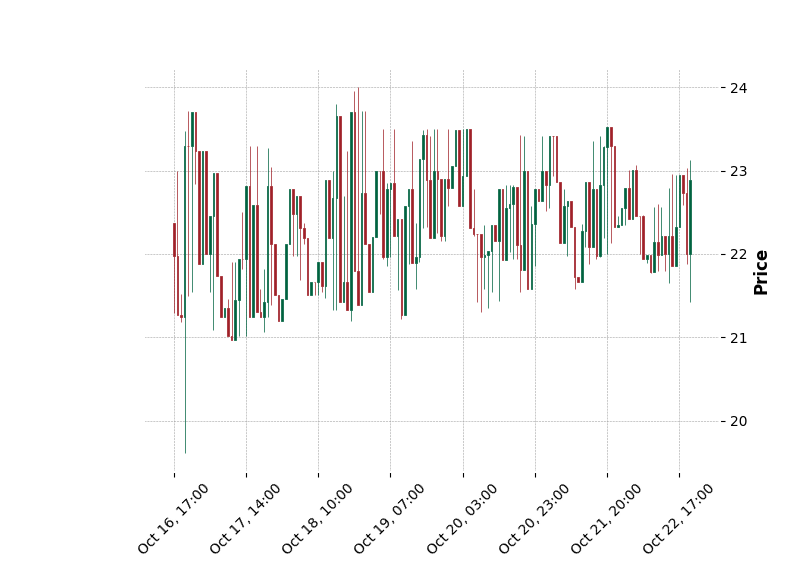 24
23
22
21
20
Price
Oct 16, 17:00
Oct 17, 14:00
Oct 18, 10:00
Oct 19, 07:00
Oct 20, 03:00
Oct 20, 23:00
Oct 21, 20:00
Oct 22, 17:00